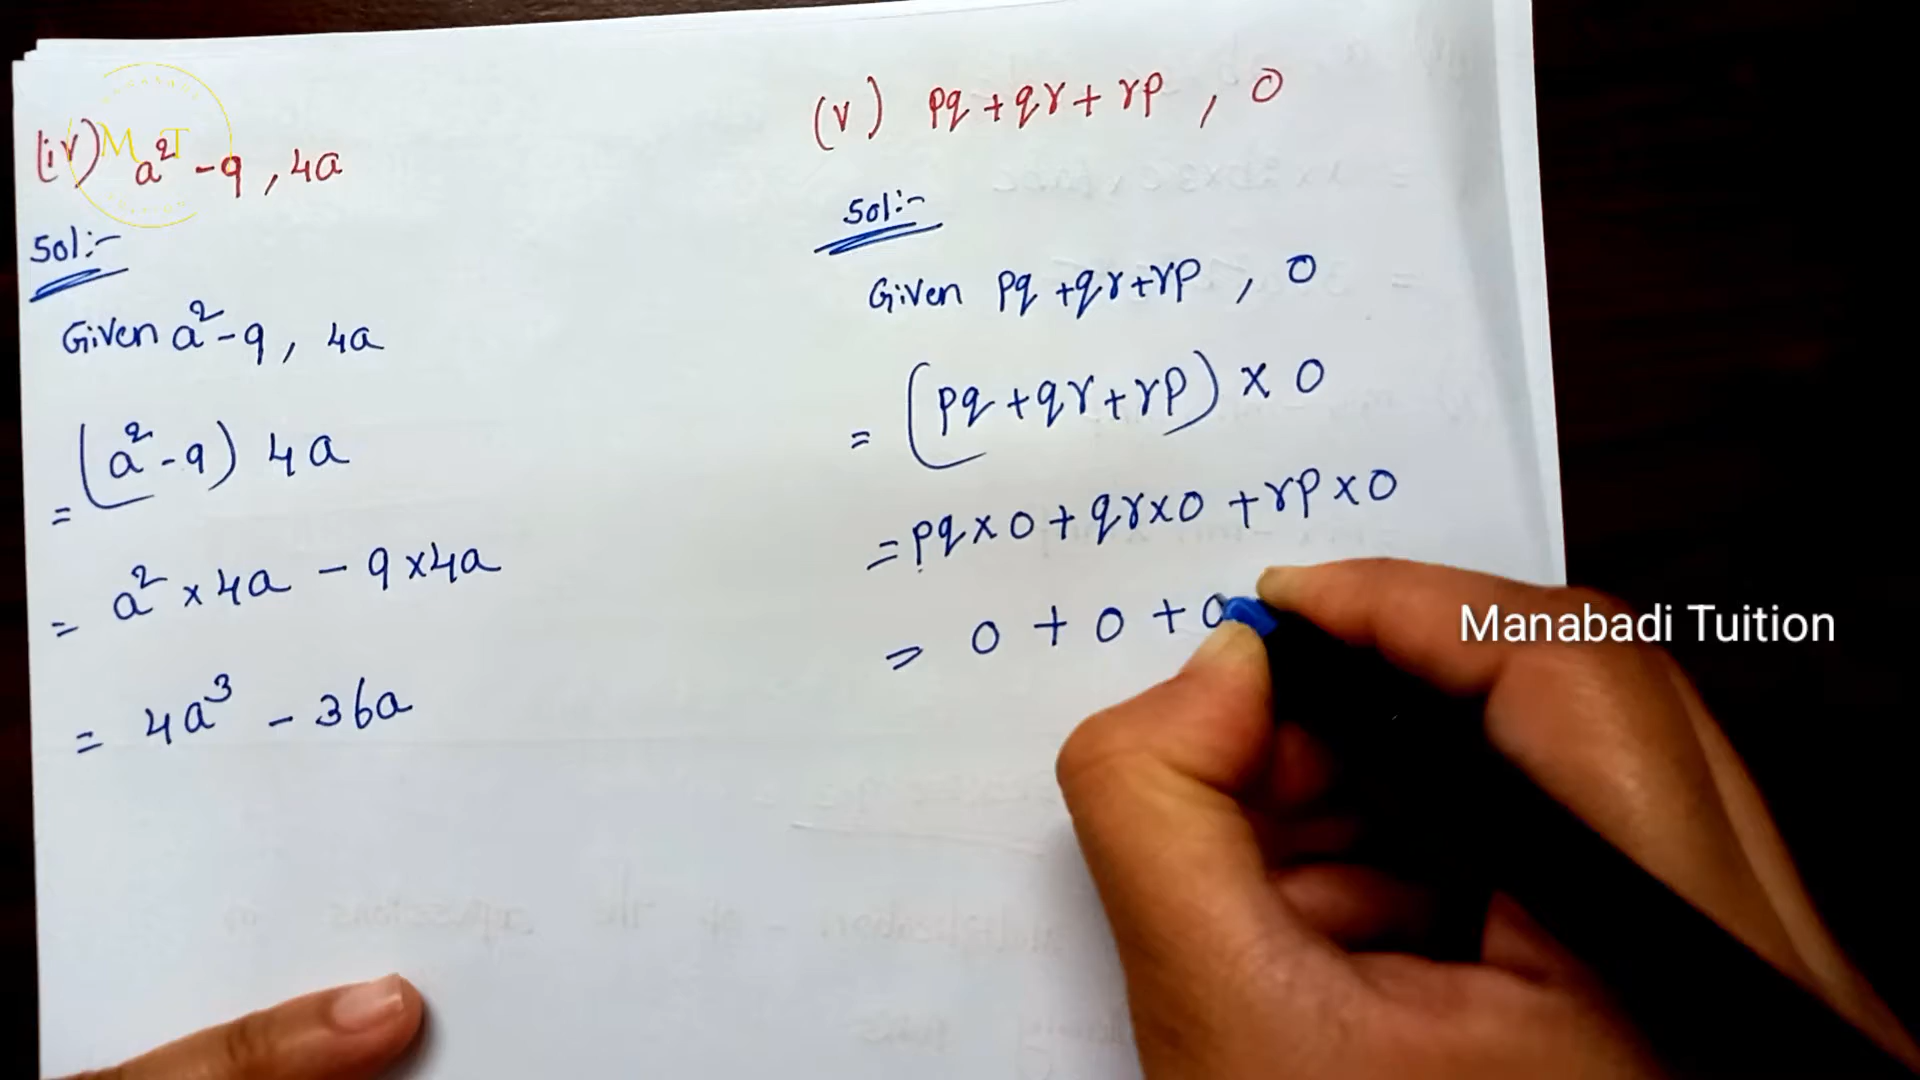 (iv) a² - 9 , 4a
Sol:-
Given a² - 9 , 4a
= (a² - 9) 4a
= a² × 4a - 9 × 4a
= 4a³ - 36a
(v) pq + qr + rp , 0
Sol:-
Given pq + qr + rp , 0
= (pq + qr + rp) × 0
= pq × 0 + qr × 0 + rp × 0
= 0 + 0 + 0
Manabadi Tuition
MT